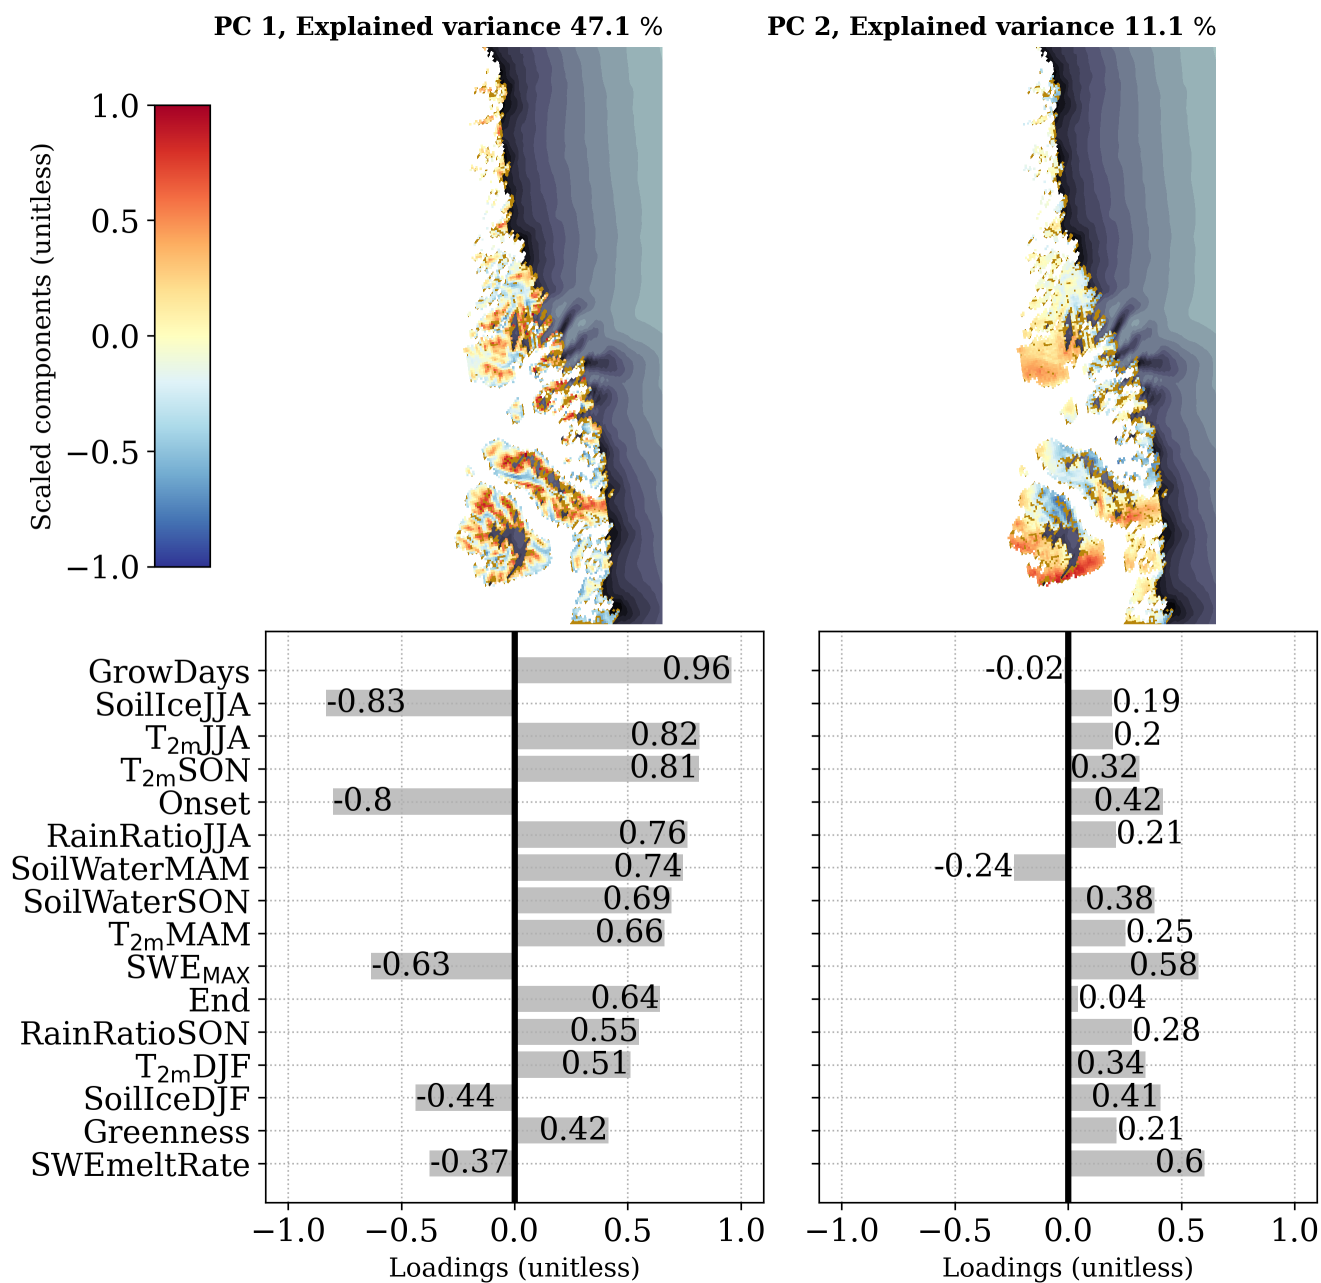 PC 1, Explained variance 47.1 %
PC 2, Explained variance 11.1 %
Scaled components (unitless)
1.0
0.5
0.0
−0.5
−1.0
GrowDays 0.96 -0.02
SoilIceJJA -0.83 0.19
T2mJJA 0.82 0.2
T2mSON 0.81 0.32
Onset -0.8 0.42
RainRatioJJA 0.76 0.21
SoilWaterMAM 0.74 -0.24
SoilWaterSON 0.69 0.38
T2mMAM 0.66 0.25
SWEMAX -0.63 0.58
End 0.64 0.04
RainRatioSON 0.55 0.28
T2mDJF 0.51 0.34
SoilIceDJF -0.44 0.41
Greenness 0.42 0.21
SWEmeltRate -0.37 0.6
−1.0 −0.5 0.0 0.5 1.0
−1.0 −0.5 0.0 0.5 1.0
Loadings (unitless)
Loadings (unitless)